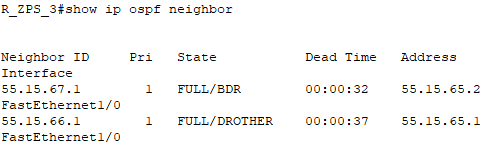 R_ZPS_3#show ip ospf neighbor
Neighbor ID     Pri   State           Dead Time   Address
Interface
55.15.67.1        1   FULL/BDR        00:00:32    55.15.65.2
FastEthernet1/0
55.15.66.1        1   FULL/DROTHER    00:00:37    55.15.65.1
FastEthernet1/0